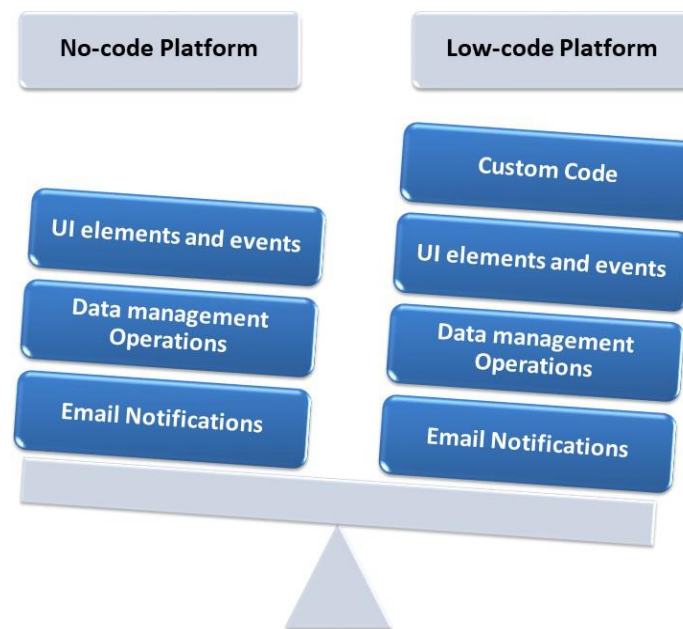 No-code Platform
Low-code Platform
Custom Code
UI elements and events
UI elements and events
Data management
Operations
Data management
Operations
Email Notifications
Email Notifications